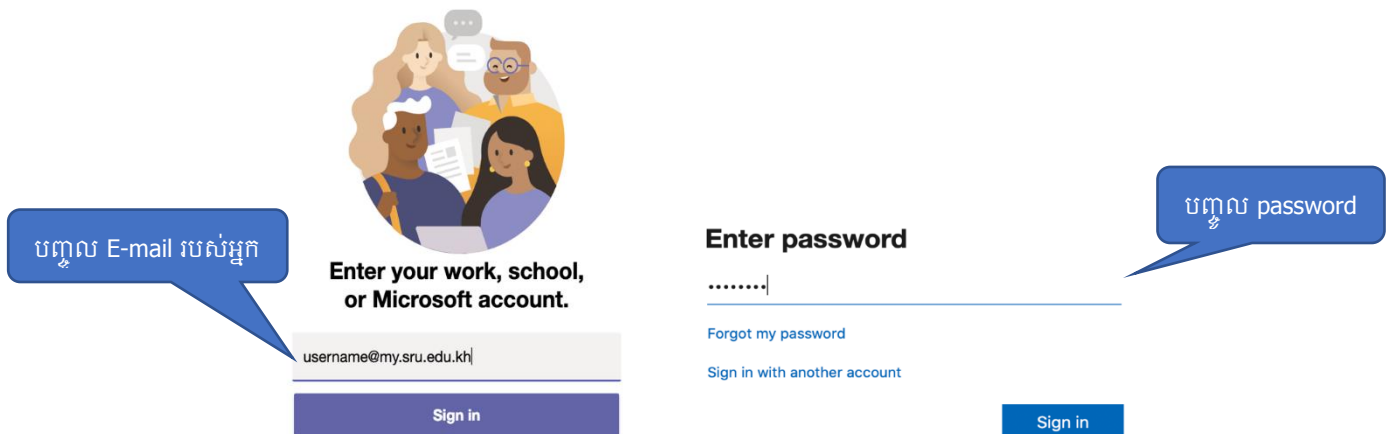 បញ្ចូល E-mail របស់អ្នក
Enter your work, school,
or Microsoft account.
username@my.sru.edu.kh
Sign in
បញ្ចូល password
Enter password
••••••••
Forgot my password
Sign in with another account
Sign in